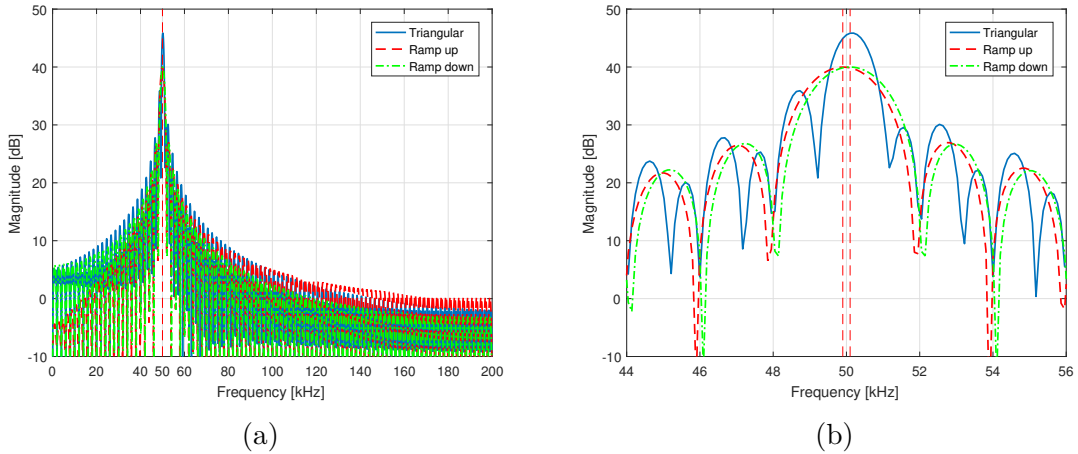 50
40
30
20
10
0
-10
Magnitude [dB]
0 20 40 50 60 80 100 120 140 160 180 200
Frequency [kHz]
Triangular
Ramp up
Ramp down
(a)
50
40
30
20
10
0
-10
Magnitude [dB]
44 46 48 50 52 54 56
Frequency [kHz]
Triangular
Ramp up
Ramp down
(b)